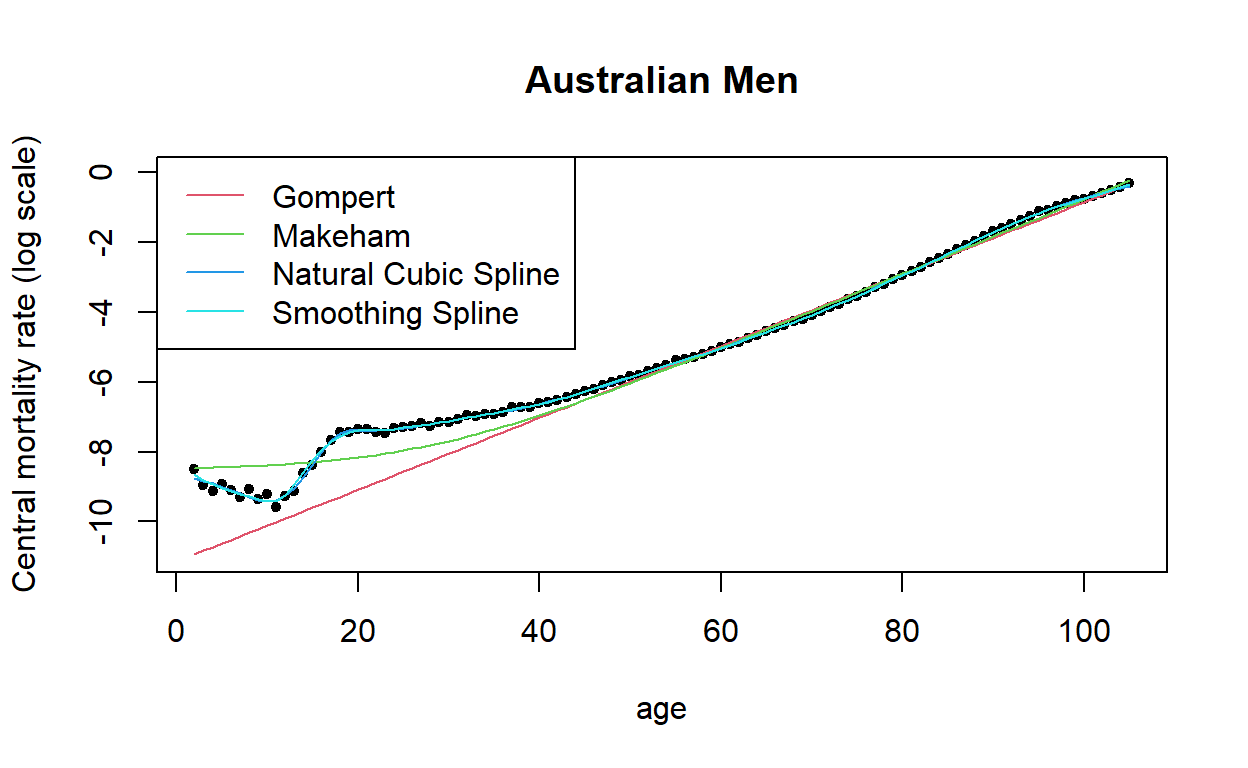 Australian Men
Central mortality rate (log scale)
0
-2
-4
-6
-8
-10
Gompert
Makeham
Natural Cubic Spline
Smoothing Spline
0 20 40 60 80 100
age